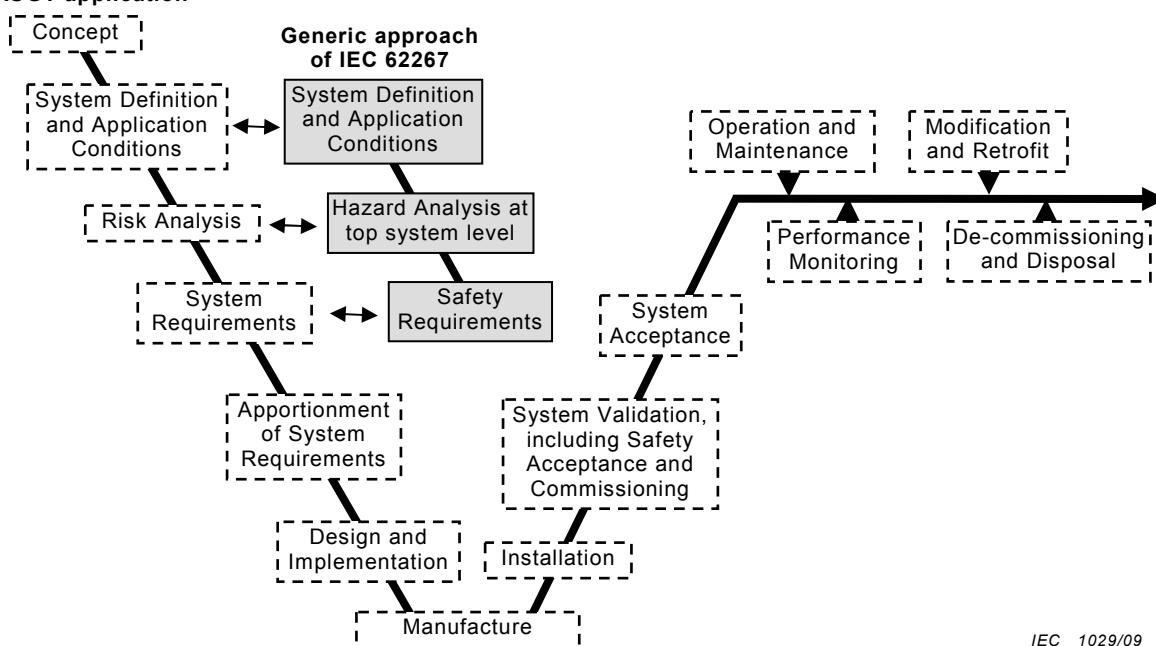 application
Concept
Generic approach
of IEC 62267
System Definition
and Application
Conditions
System Definition
and Application
Conditions
Operation and
Maintenance
Modification
and Retrofit
Risk Analysis
Hazard Analysis at
top system level
Performance
Monitoring
De-commissioning
and Disposal
System
Requirements
Safety
Requirements
System
Acceptance
Apportionment
of System
Requirements
System Validation,
including Safety
Acceptance and
Commissioning
Design and
Implementation
Installation
Manufacture
IEC 1029/09